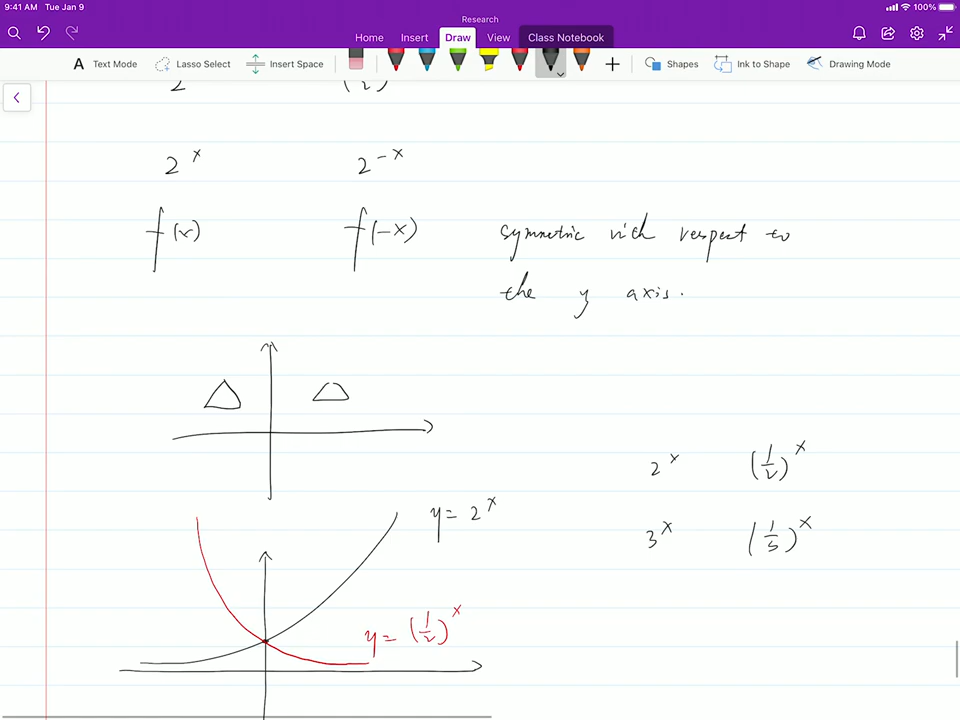 9:41 AM Tue Jan 9
100%
Research
Home Insert Draw View Class Notebook
Text Mode Lasso Select Insert Space Shapes Ink to Shape Drawing Mode
2^x 2^-x
f(x) f(-x) symmetric with respect to
the y axis.
2^x (1/2)^x
y = 2^x
3^x (1/3)^x
y = (1/2)^x